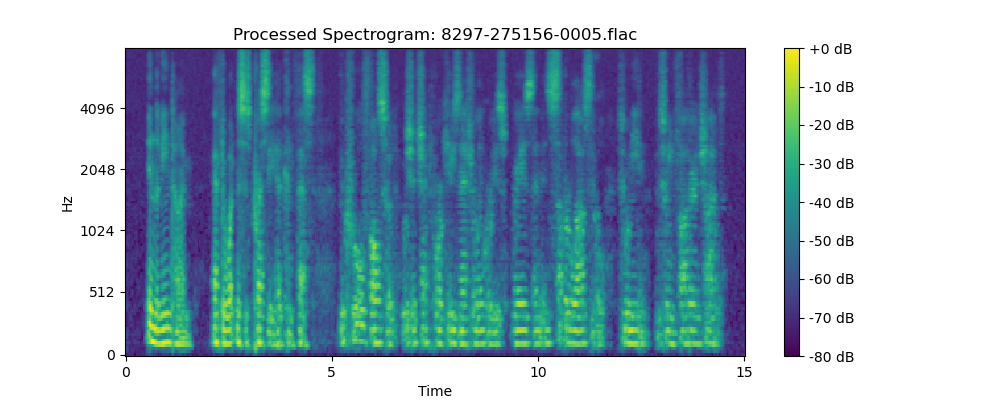 Processed Spectrogram: 8297-275156-0005.flac
Hz
4096
2048
1024
512
0
0 5 10 15
Time
+0 dB
-10 dB
-20 dB
-30 dB
-40 dB
-50 dB
-60 dB
-70 dB
-80 dB